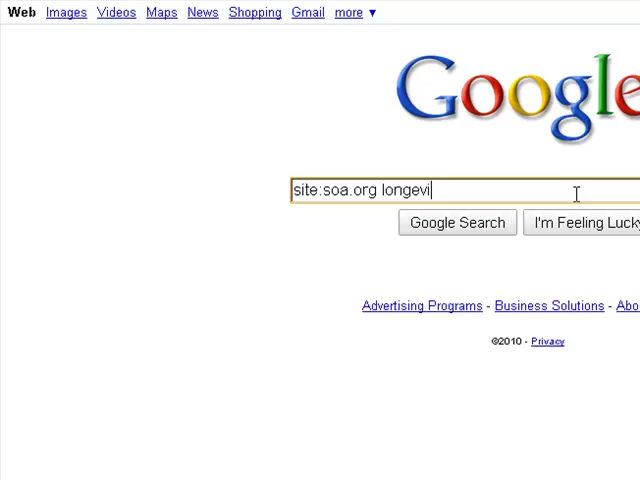 Web Images Videos Maps News Shopping Gmail more ▼
Google
site:soa.org longevi
Google Search I'm Feeling Lucky
Advertising Programs - Business Solutions -
©2010 - Privacy